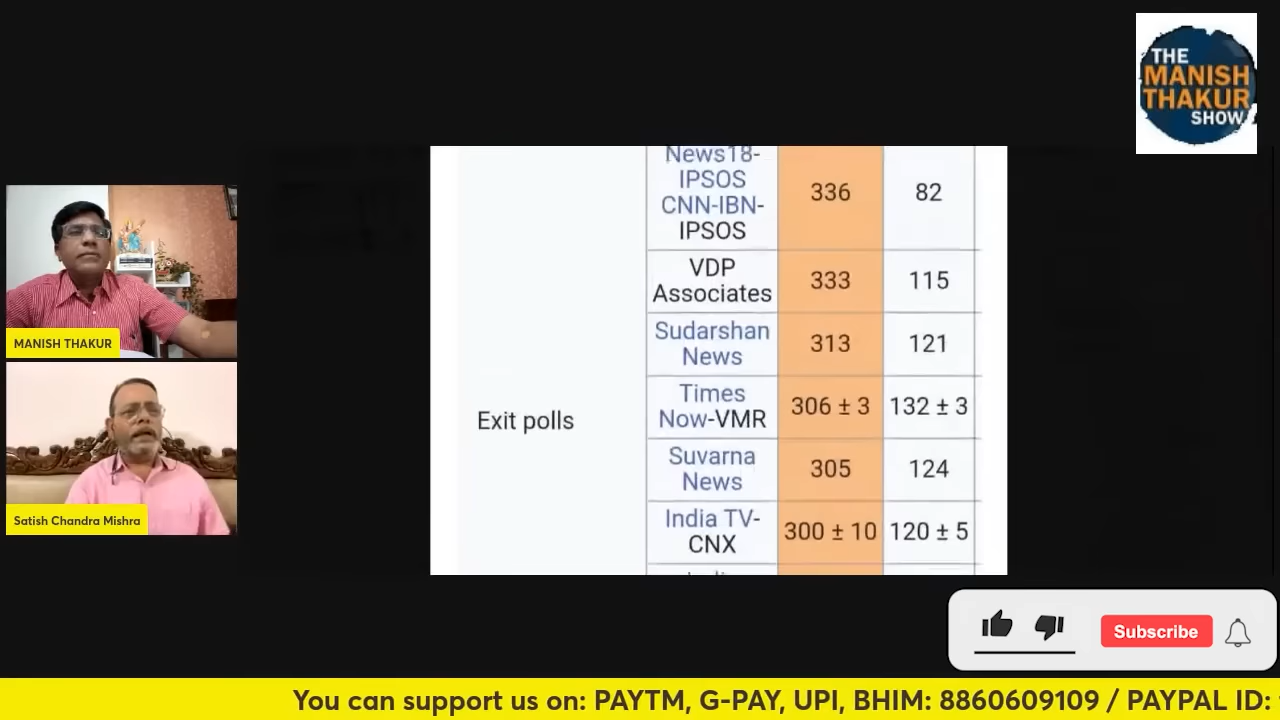 THE
MANISH
THAKUR
SHOW
News18-
IPSOS
CNN-IBN-
IPSOS
336
82
VDP
Associates
333
115
Sudarshan
News
313
121
Exit polls
Times
Now-VMR
306 ± 3
132 ± 3
Suvarna
News
305
124
India TV-
CNX
300 ± 10
120 ± 5
MANISH THAKUR
Satish Chandra Mishra
Subscribe
You can support us on: PAYTM, G-PAY, UPI, BHIM: 8860609109 / PAYPAL ID: